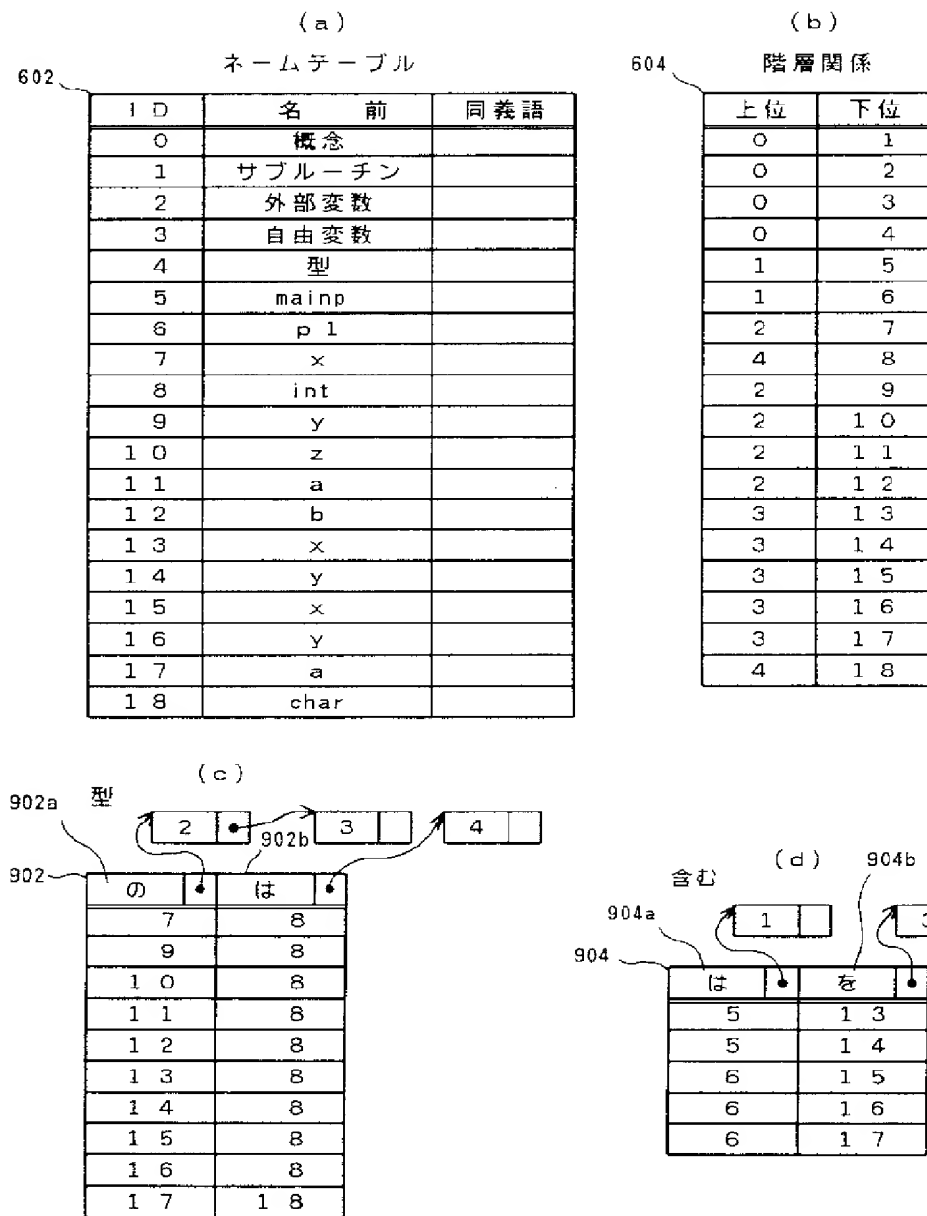 (a)
ネームテーブル
602
ID 名前 同義語
0 概念
1 サブルーチン
2 外部変数
3 自由変数
4 型
5 mainp
6 p1
7 x
8 int
9 y
10 z
11 a
12 b
13 x
14 y
15 x
16 y
17 a
18 char
(b)
階層関係
604
上位 下位
0 1
0 2
0 3
0 4
1 5
1 6
2 7
4 8
2 9
2 10
2 11
2 12
3 13
3 14
3 15
3 16
3 17
4 18
(c)
型
902a
2 3 4
902b
902
の は
7 8
9 8
10 8
11 8
12 8
13 8
14 8
15 8
16 8
17 18
(d)
含む
904b
904a
1 3
904
は を
5 13
5 14
6 15
6 16
6 17